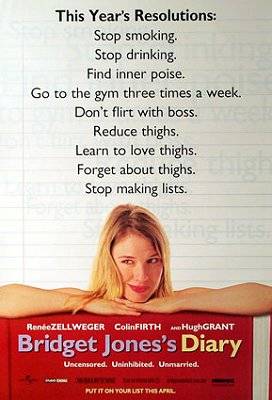 This Year's Resolutions:
Stop smoking.
Stop drinking.
Find inner poise.
Go to the gym three times a week.
Don't flirt with boss.
Reduce thighs.
Learn to love thighs.
Forget about thighs.
Stop making lists.
RenéeZELLWEGER ColinFIRTH AND HughGRANT
Bridget Jones's Diary
Uncensored. Uninhibited. Unmarried.
PUT IT ON YOUR LIST THIS APRIL.